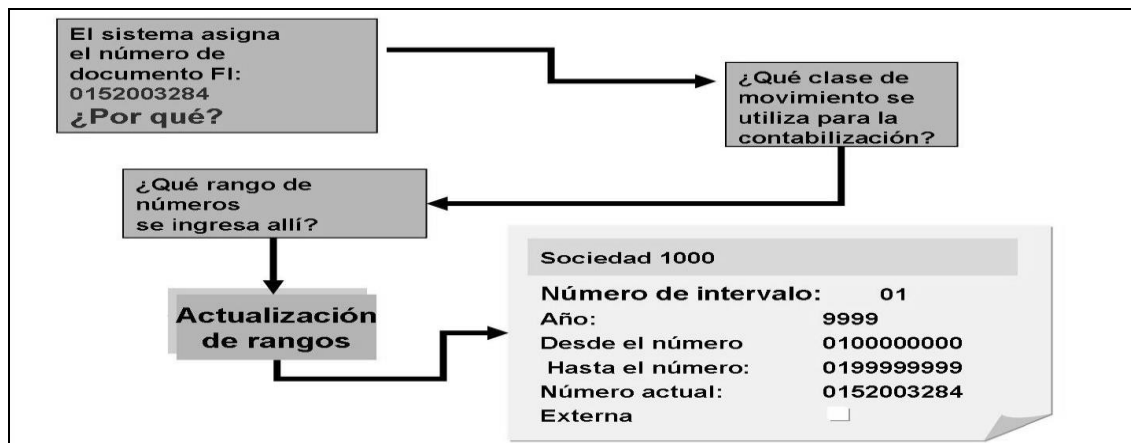 El sistema asigna
el número de
documento FI:
0152003284
¿Por qué?
¿Qué clase de
movimiento se
utiliza para la
contabilización?
¿Qué rango de
números
se ingresa allí?
Actualización
de rangos
Sociedad 1000
Número de intervalo: 01
Año: 9999
Desde el número 0100000000
Hasta el número: 0199999999
Número actual: 0152003284
Externa